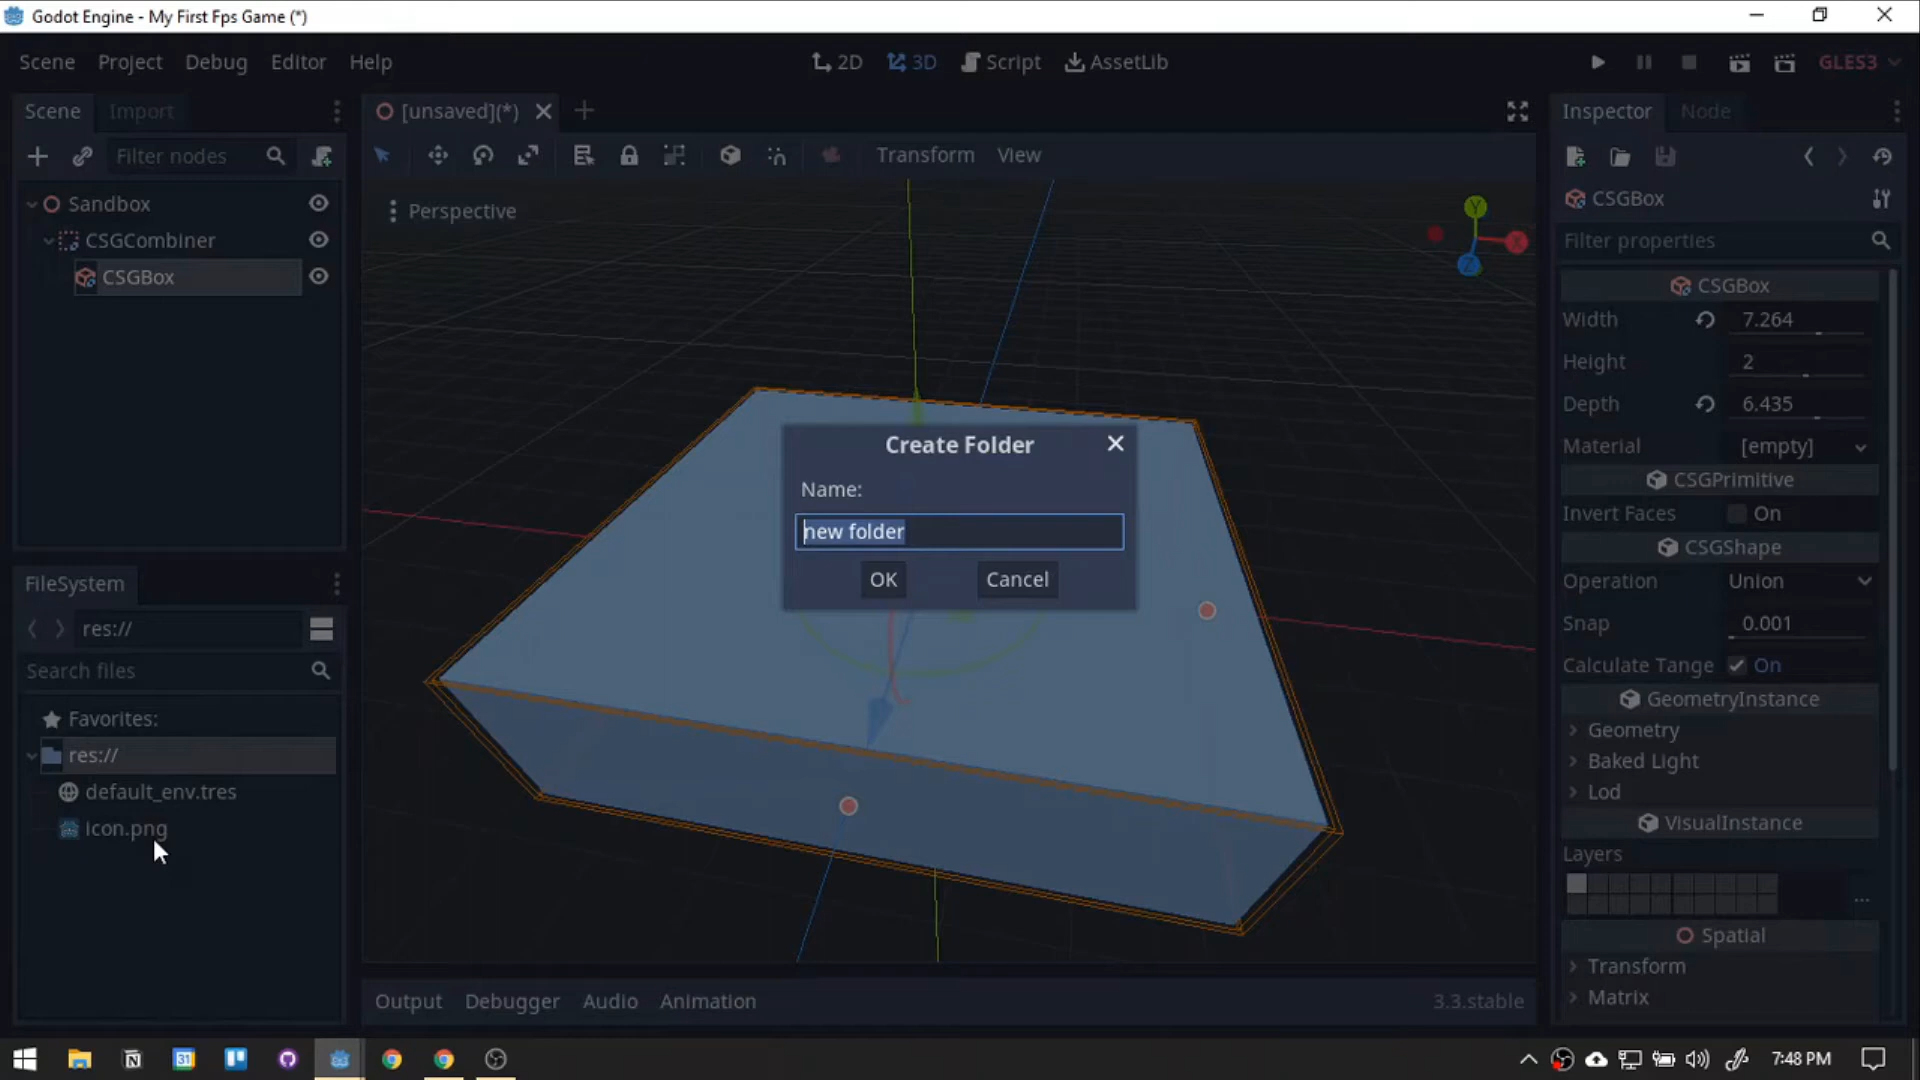 Godot Engine - My First Fps Game (*)
Scene Project Debug Editor Help
2D 3D Script AssetLib
GLES3
Scene Import
[unsaved](*)
Inspector Node
Filter nodes
Transform View
Sandbox
CSGCombiner
CSGBox
Perspective
Y
X
Z
CSGBox
Filter properties
CSGBox
Width 7.264
Height 2
Depth 6.435
Material [empty]
CSGPrimitive
Invert Faces On
CSGShape
Operation Union
Snap 0.001
Calculate Tange On
GeometryInstance
Geometry
Baked Light
Lod
VisualInstance
Layers
...
Spatial
Transform
Matrix
Create Folder
Name:
new folder
OK Cancel
FileSystem
res://
Search files
Favorites:
res://
default_env.tres
icon.png
Output Debugger Audio Animation
3.3.stable
31
7:48 PM